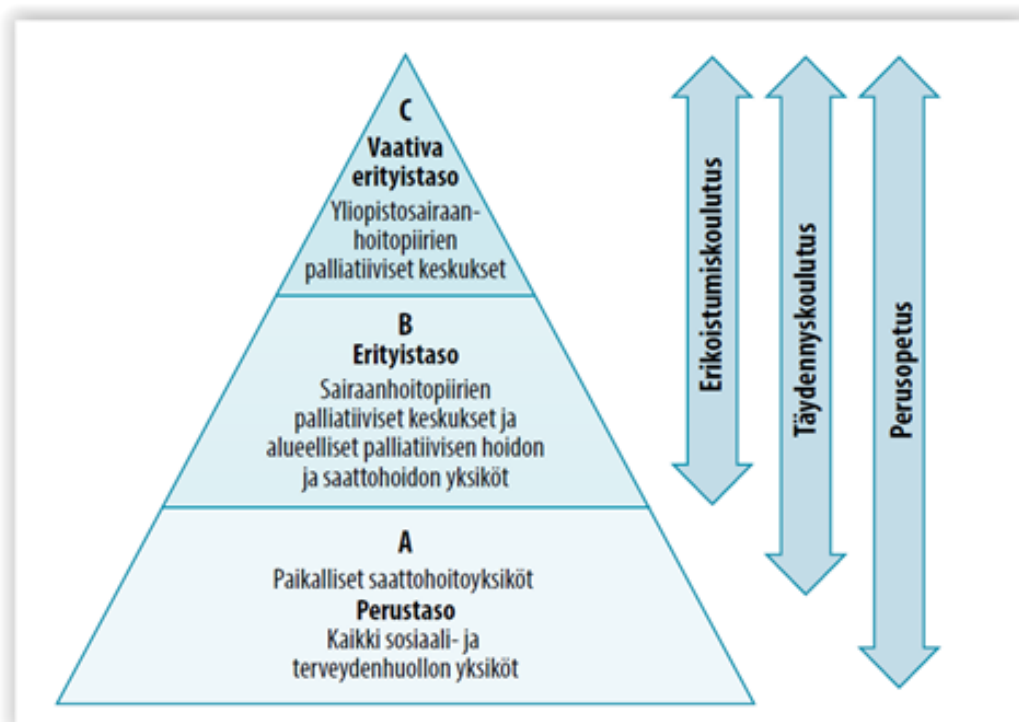 C
Vaativa
erityistaso
Yliopistosairaan-
hoitopiirien
palliatiiviset keskukset
B
Erityistaso
Sairaanhoitopiirien
palliatiiviset keskukset ja
alueelliset palliatiivisen hoidon
ja saattohoidon yksiköt
A
Paikalliset saattohoitoyksiköt
Perustaso
Kaikki sosiaali- ja
terveydenhuollon yksiköt
Erikoistumiskoulutus
Täydennyskoulutus
Perusopetus